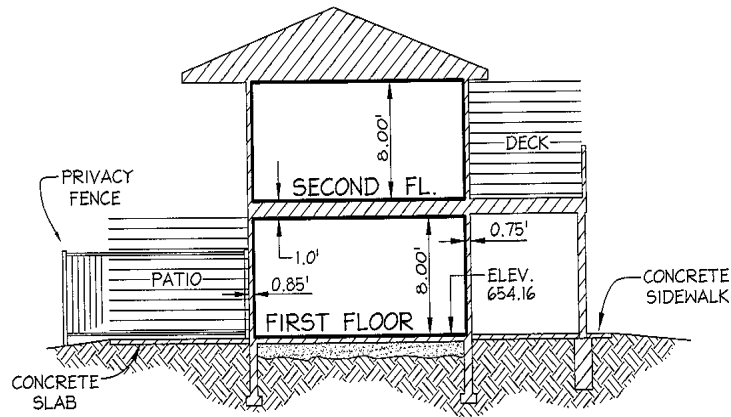 8.00'
DECK
PRIVACY
FENCE
SECOND FL.
1.0'
0.75'
PATIO
0.85'
8.00'
ELEV.
654.16
CONCRETE
SIDEWALK
FIRST FLOOR
CONCRETE
SLAB